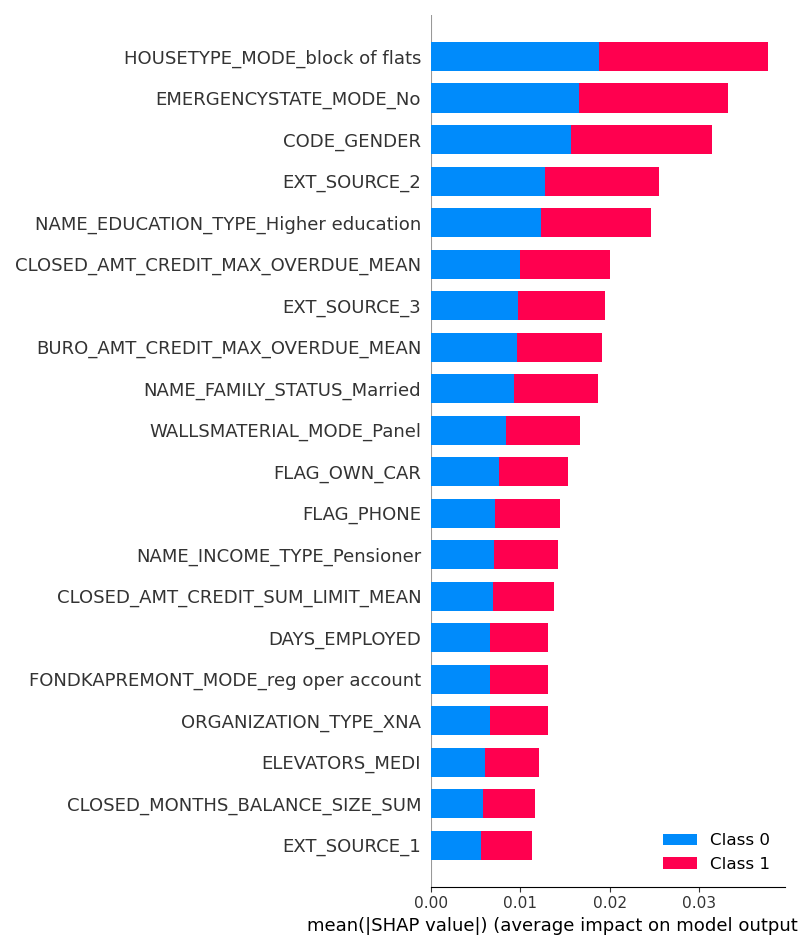 HOUSETYPE_MODE_block of flats
EMERGENCYSTATE_MODE_No
CODE_GENDER
EXT_SOURCE_2
NAME_EDUCATION_TYPE_Higher education
CLOSED_AMT_CREDIT_MAX_OVERDUE_MEAN
EXT_SOURCE_3
BURO_AMT_CREDIT_MAX_OVERDUE_MEAN
NAME_FAMILY_STATUS_Married
WALLSMATERIAL_MODE_Panel
FLAG_OWN_CAR
FLAG_PHONE
NAME_INCOME_TYPE_Pensioner
CLOSED_AMT_CREDIT_SUM_LIMIT_MEAN
DAYS_EMPLOYED
FONDKAPREMONT_MODE_reg oper account
ORGANIZATION_TYPE_XNA
ELEVATORS_MEDI
CLOSED_MONTHS_BALANCE_SIZE_SUM
EXT_SOURCE_1
Class 0
Class 1
0.00 0.01 0.02 0.03
mean(|SHAP value|) (average impact on model output